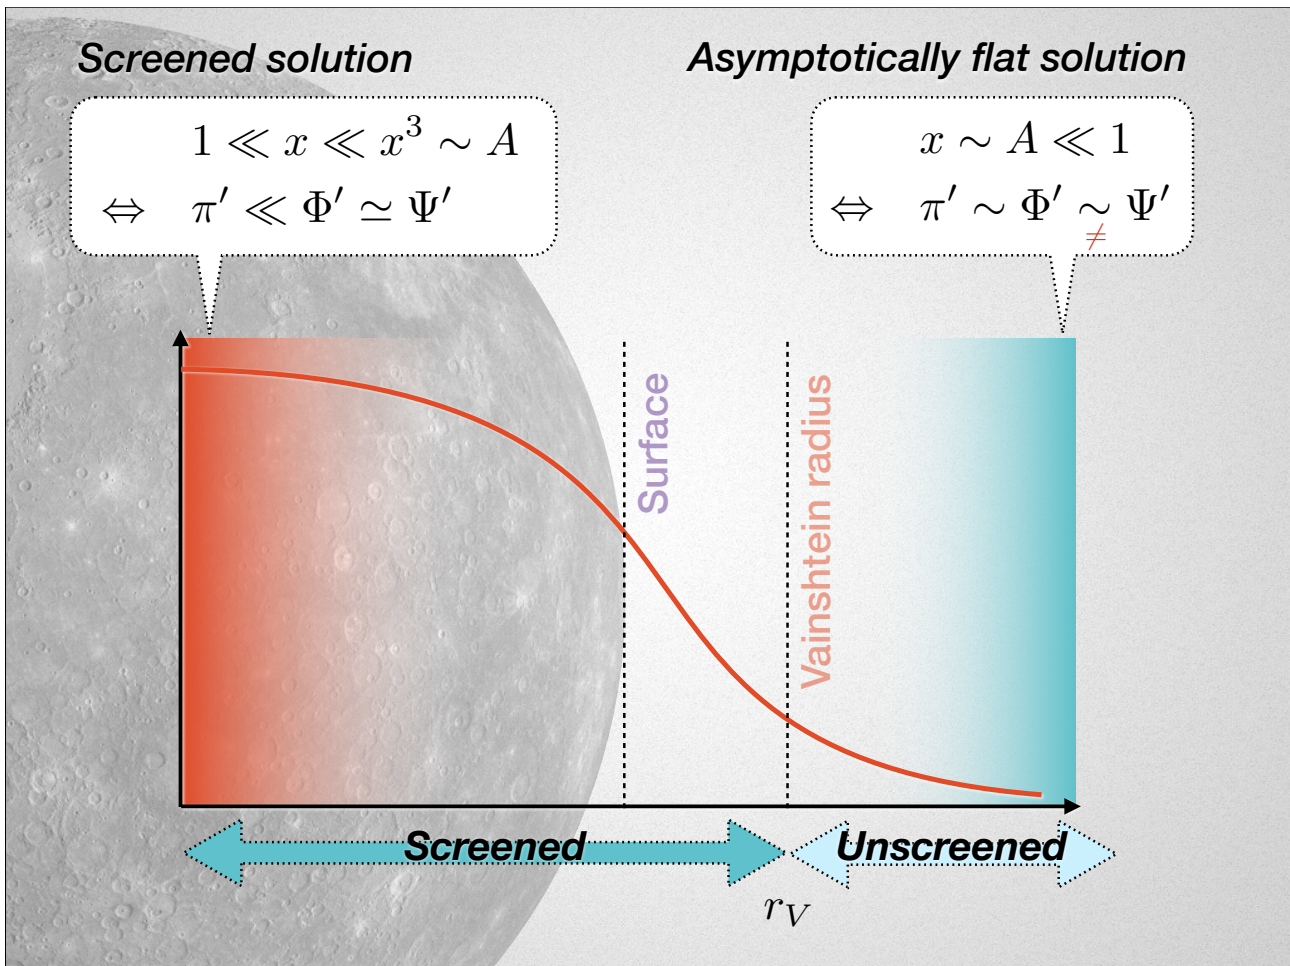 Screened solution
1 ≪ x ≪ x³ ∼ A
⇔ π′ ≪ Φ′ ≃ Ψ′
Asymptotically flat solution
x ∼ A ≪ 1
⇔ π′ ∼ Φ′ ∼ Ψ′
≠
Surface
Vainshtein radius
Screened
Unscreened
r_V